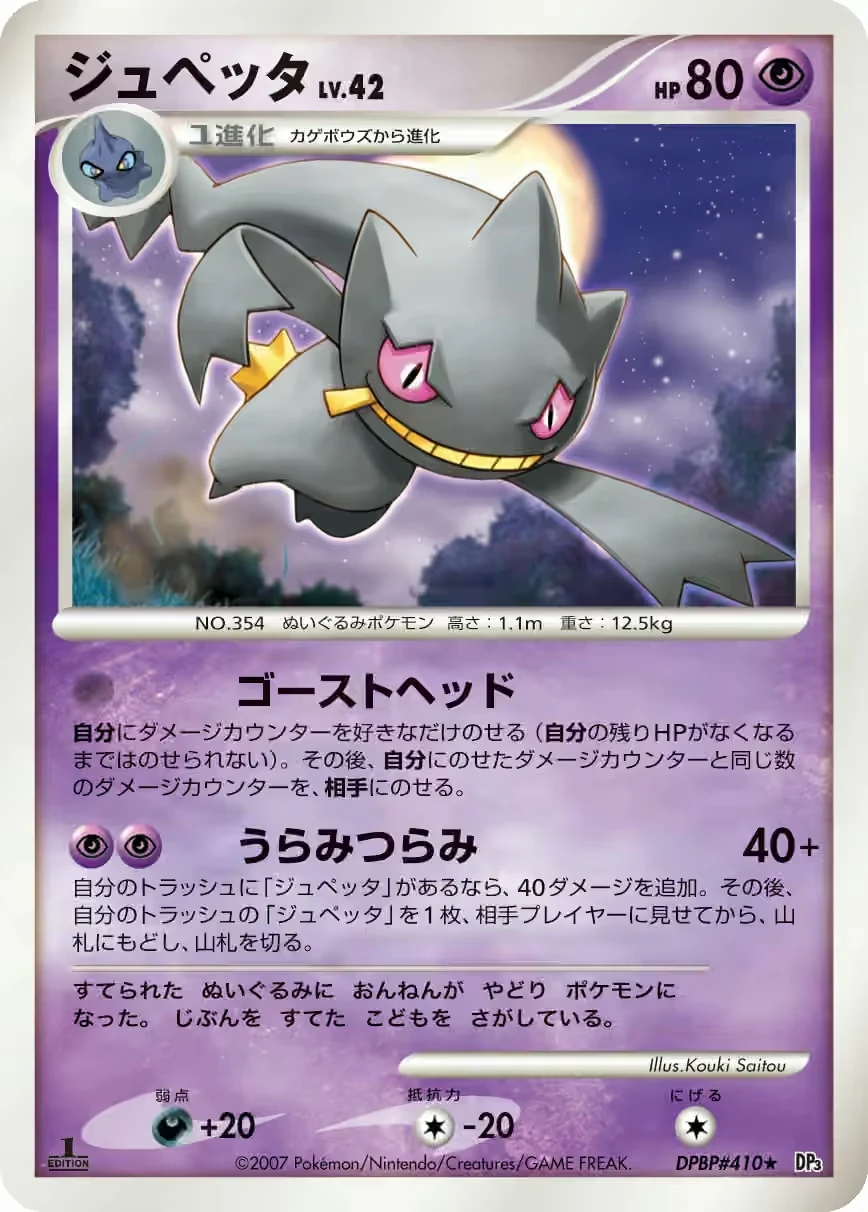 ジュペッタ LV.42 HP 80
1進化 カゲボウズから進化
NO.354 ぬいぐるみポケモン 高さ：1.1m 重さ：12.5kg
ゴーストヘッド
自分にダメージカウンターを好きなだけのせる（自分の残りHPがなくなる
まではのせられない）。その後、自分にのせたダメージカウンターと同じ数
のダメージカウンターを、相手にのせる。
うらみつらみ 40+
自分のトラッシュに「ジュペッタ」があるなら、40ダメージを追加。その後、
自分のトラッシュの「ジュペッタ」を1枚、相手プレイヤーに見せてから、山
札にもどし、山札を切る。
すてられた ぬいぐるみに おんねんが やどり ポケモンに
なった。 じぶんを すてた こどもを さがしている。
Illus.Kouki Saitou
弱点 抵抗力 にげる
+20 -20
1 EDITION ©2007 Pokémon/Nintendo/Creatures/GAME FREAK. DPBP#410★ DP3